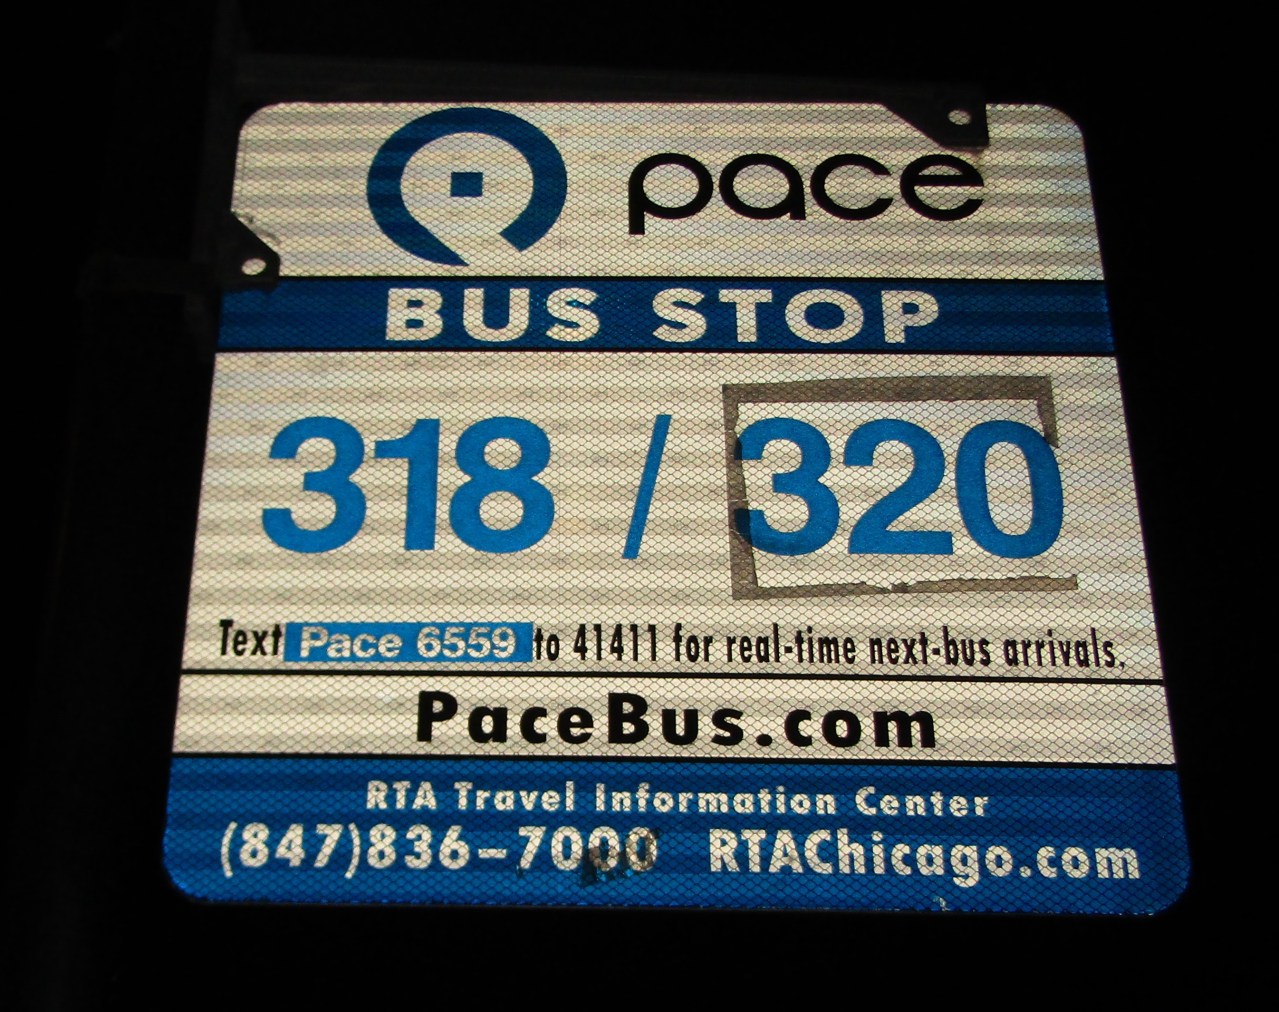 pace
BUS STOP
318 / 320
Text Pace 6559 to 41411 for real-time next-bus arrivals.
PaceBus.com
RTA Travel Information Center
(847)836-7000 RTAChicago.com